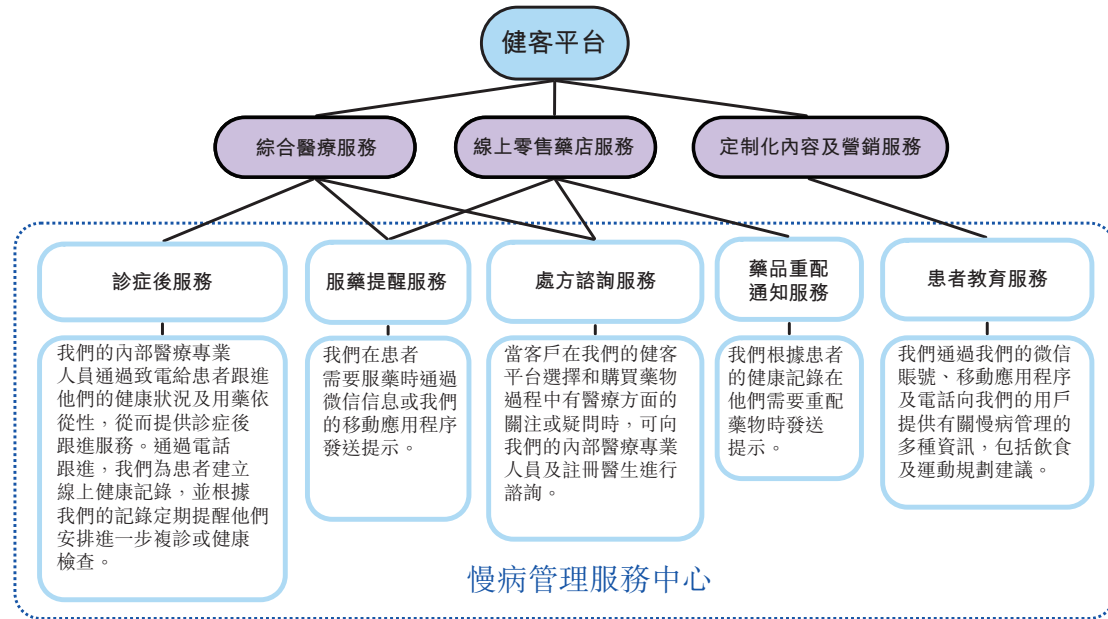 健客平台
綜合醫療服務
線上零售藥店服務
定制化內容及營銷服務
診症後服務
服藥提醒服務
處方諮詢服務
藥品重配
通知服務
患者教育服務
我們的內部醫療專業
人員通過致電給患者跟進
他們的健康狀況及用藥依
從性，從而提供診症後
跟進服務。通過電話
跟進，我們為患者建立
線上健康記錄，並根據
我們的記錄定期提醒他們
安排進一步複診或健康
檢查。
我們在患者
需要服藥時通過
微信信息或我們
的移動應用程序
發送提示。
當客戶在我們的健客
平台選擇和購買藥物
過程中有醫療方面的
關注或疑問時，可向
我們的內部醫療專業
人員及註冊醫生進行
諮詢。
我們根據患者
的健康記錄在
他們需要重配
藥物時發送
提示。
我們通過我們的微信
賬號、移動應用程序
及電話向我們的用戶
提供有關慢病管理的
多種資訊，包括飲食
及運動規劃建議。
慢病管理服務中心